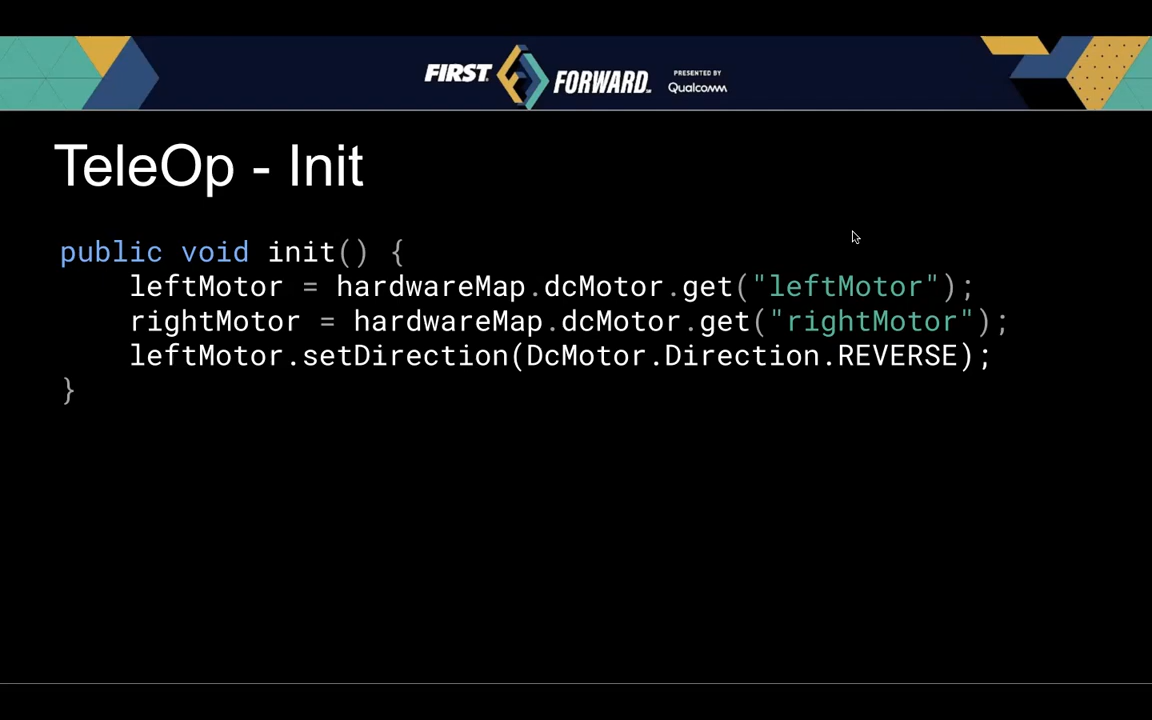 FIRST FORWARD PRESENTED BY Qualcomm
TeleOp - Init
public void init() {
leftMotor = hardwareMap.dcMotor.get("leftMotor");
rightMotor = hardwareMap.dcMotor.get("rightMotor");
leftMotor.setDirection(DcMotor.Direction.REVERSE);
}